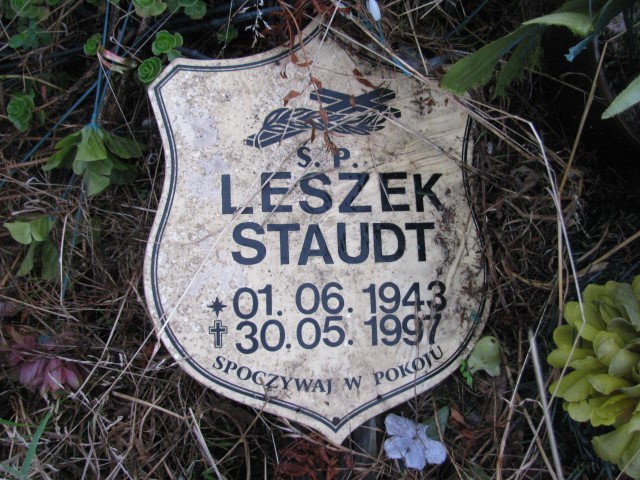 Ś. P.
LESZEK
STAUDT
01. 06. 1943
30. 05. 1997
SPOCZYWAJ W POKOJU